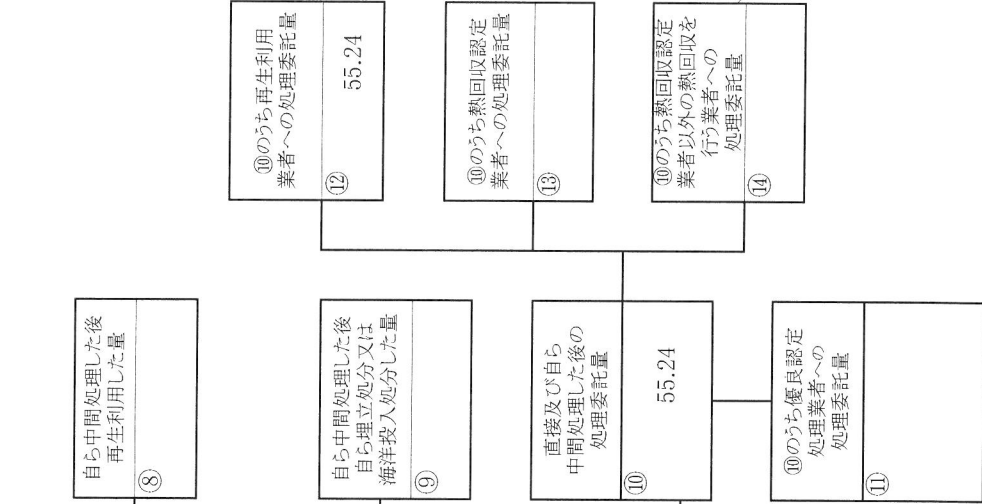 自ら中間処理した後
再生利用した量
⑧
自ら中間処理した後
自ら埋立処分又は
海洋投入処分した量
⑨
直接及び自ら
中間処理した後の
処理委託量
⑩
55.24
⑩のうち優良認定
処理業者への
処理委託量
⑪
⑩のうち再生利用
業者への処理委託量
⑫
55.24
⑩のうち熱回収認定
業者への処理委託量
⑬
⑩のうち熱回収認定
業者以外の熱回収を
行う業者への
処理委託量
⑭